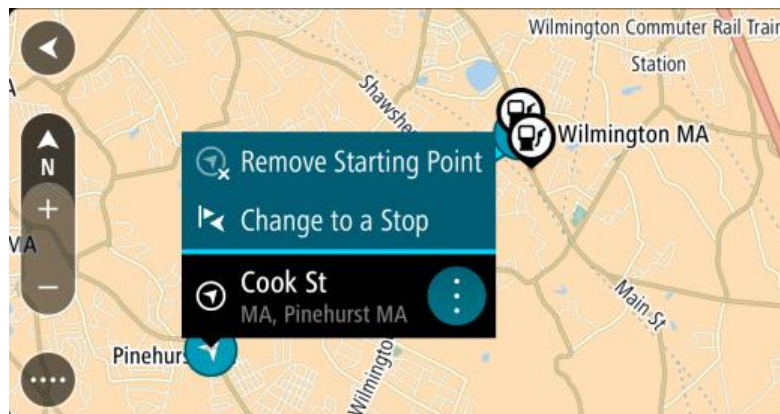 Wilmington Commuter Rail Train
Station
Shawshe
Wilmington MA
N
+
−
Remove Starting Point
Change to a Stop
Cook St
MA, Pinehurst MA
Main St
Pinehurs
Wilmington
MA
A